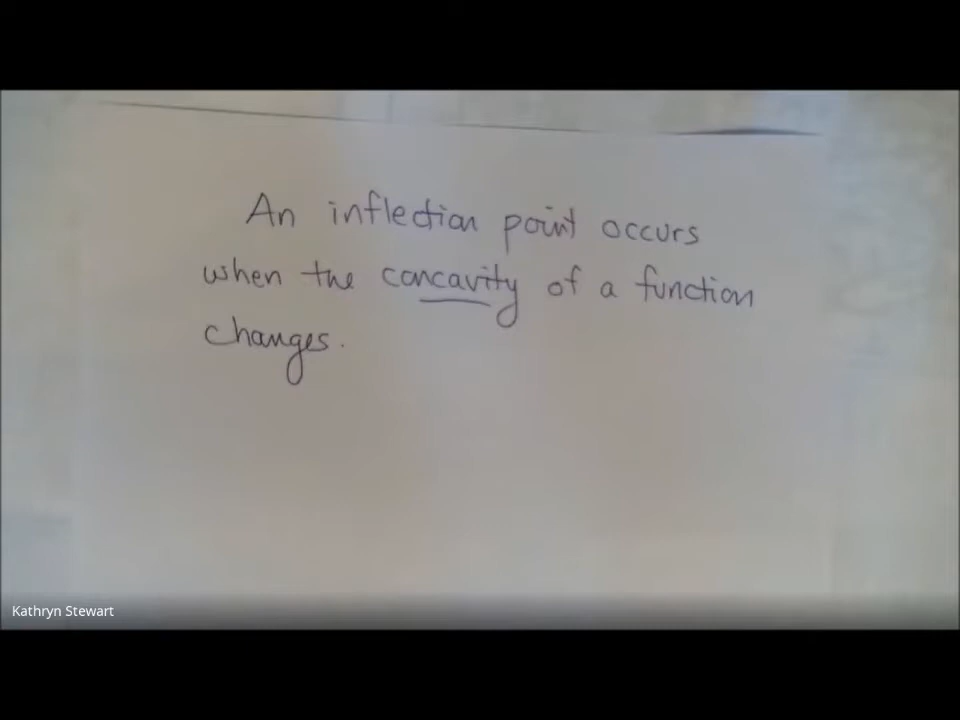 An inflection point occurs
when the concavity of a function
changes.
Kathryn Stewart